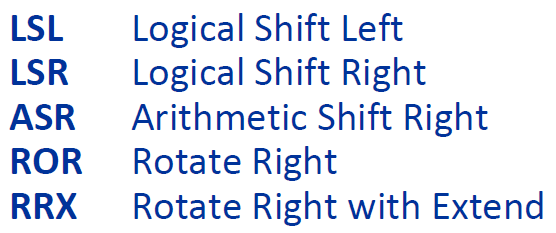 LSL Logical Shift Left
LSR Logical Shift Right
ASR Arithmetic Shift Right
ROR Rotate Right
RRX Rotate Right with Extend